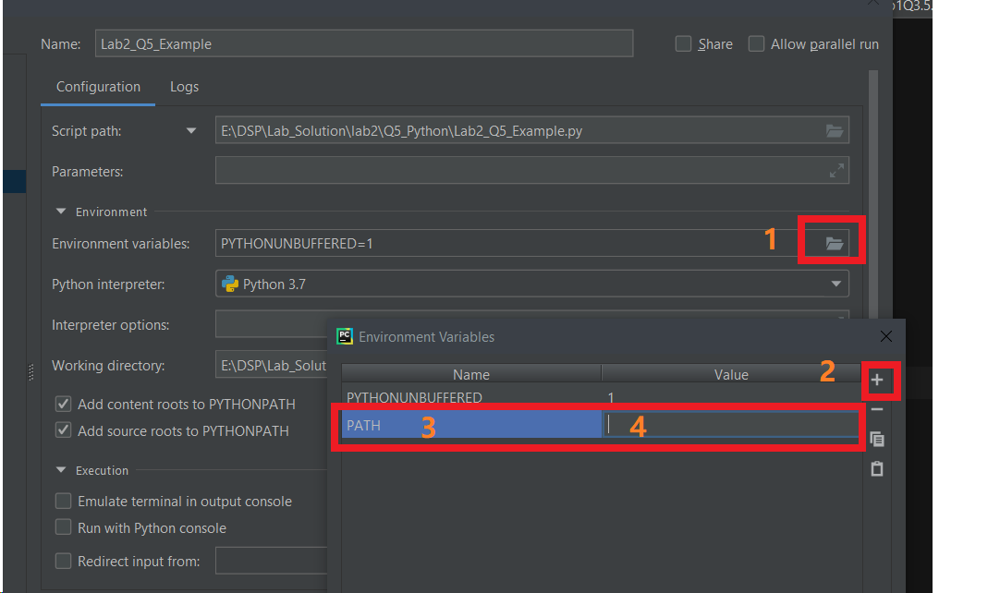 b1Q3.5.
Name: Lab2_Q5_Example Share Allow parallel run
Configuration Logs
Script path: E:\DSP\Lab_Solution\lab2\Q5_Python\Lab2_Q5_Example.py
Parameters:
Environment
Environment variables: PYTHONUNBUFFERED=1 1
Python interpreter: Python 3.7
Interpreter options:
PC Environment Variables
Working directory: E:\DSP\Lab_Solut
Name Value 2
PYTHONUNBUFFERED 1
Add content roots to PYTHONPATH
PATH 3 4
Add source roots to PYTHONPATH
Execution
Emulate terminal in output console
Run with Python console
Redirect input from: